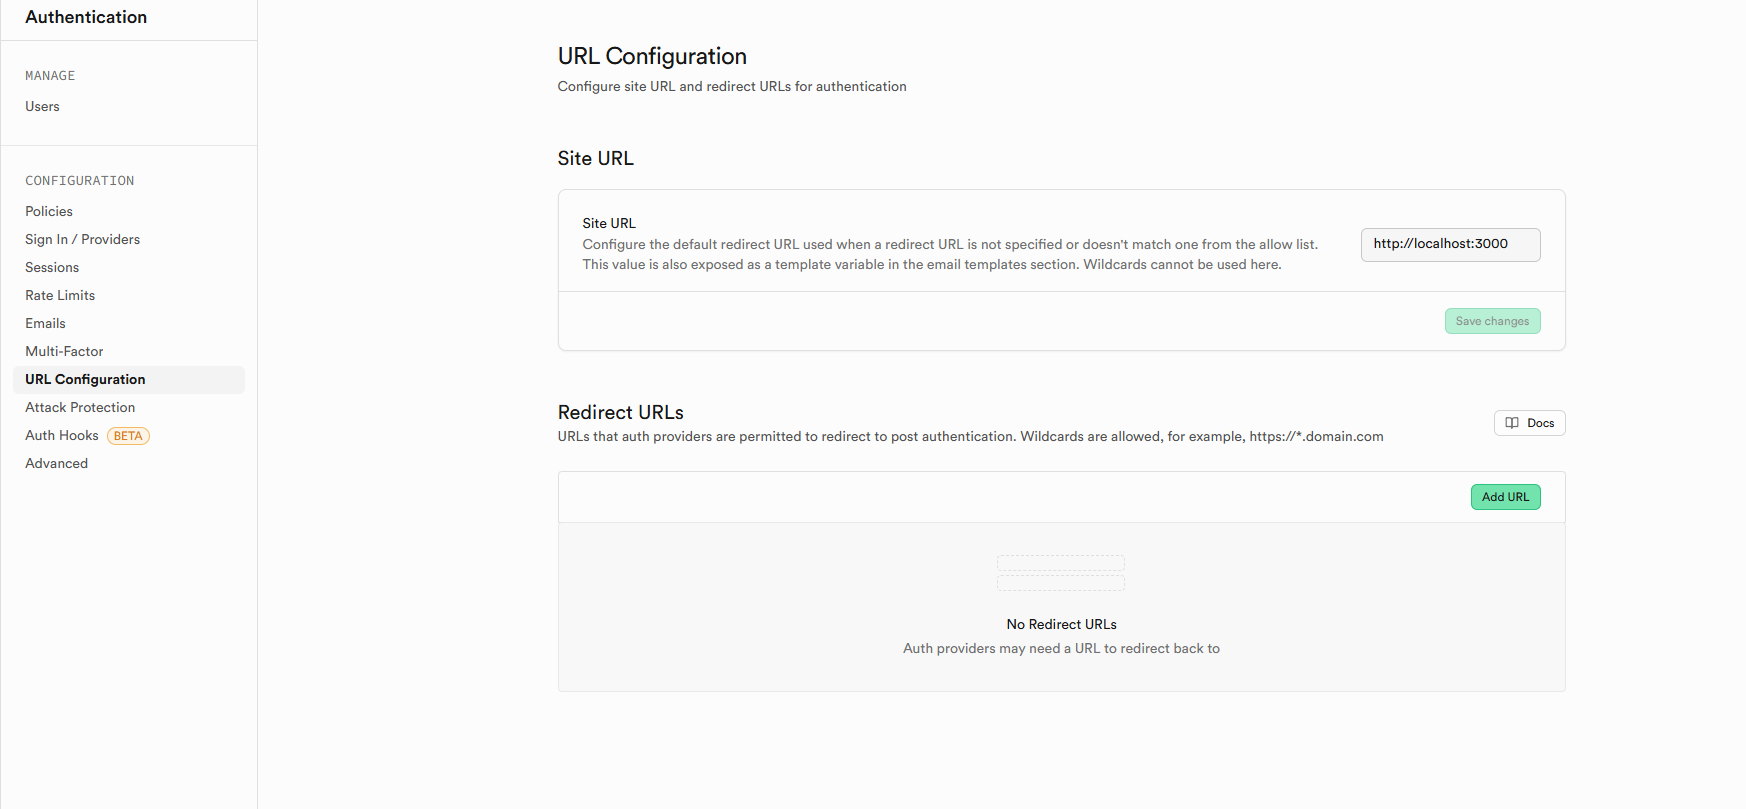 Authentication
MANAGE
Users
CONFIGURATION
Policies
Sign In / Providers
Sessions
Rate Limits
Emails
Multi-Factor
URL Configuration
Attack Protection
Auth Hooks BETA
Advanced
URL Configuration
Configure site URL and redirect URLs for authentication
Site URL
Site URL
Configure the default redirect URL used when a redirect URL is not specified or doesn't match one from the allow list.
This value is also exposed as a template variable in the email templates section. Wildcards cannot be used here.
http://localhost:3000
Save changes
Redirect URLs
URLs that auth providers are permitted to redirect to post authentication. Wildcards are allowed, for example, https://*.domain.com
Docs
Add URL
No Redirect URLs
Auth providers may need a URL to redirect back to